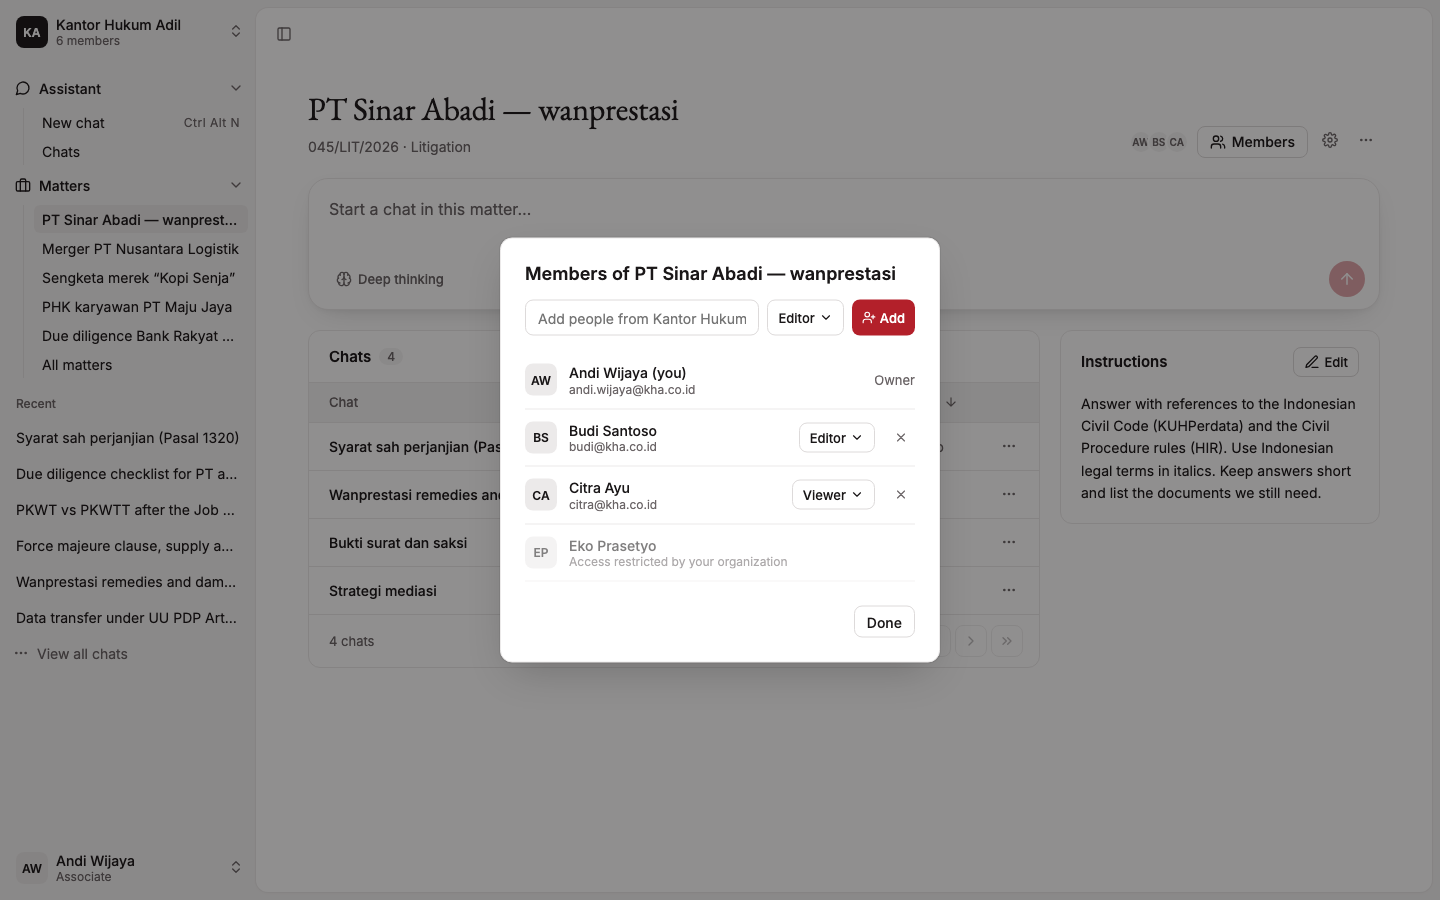 KA
Kantor Hukum Adil
6 members
Assistant
New chat
Ctrl Alt N
Chats
Matters
PT Sinar Abadi — wanprest...
Merger PT Nusantara Logistik
Sengketa merek “Kopi Senja”
PHK karyawan PT Maju Jaya
Due diligence Bank Rakyat ...
All matters
Recent
Syarat sah perjanjian (Pasal 1320)
Due diligence checklist for PT a...
PKWT vs PKWTT after the Job ...
Force majeure clause, supply a...
Wanprestasi remedies and dam...
Data transfer under UU PDP Art...
View all chats
AW
Andi Wijaya
Associate
PT Sinar Abadi — wanprestasi
045/LIT/2026 · Litigation
BS CA
Members
Start a chat in this matter...
Deep thinking
Members of PT Sinar Abadi — wanprestasi
Add people from Kantor Hukum
Editor
Add
AW
Andi Wijaya (you)
andi.wijaya@kha.co.id
Owner
BS
Budi Santoso
budi@kha.co.id
Editor
CA
Citra Ayu
citra@kha.co.id
Viewer
EP
Eko Prasetyo
Access restricted by your organization
Done
Chats 4
Chat
Syarat sah perjanjian
Wanprestasi remedies
Bukti surat dan saksi
Strategi mediasi
4 chats
Instructions
Edit
Answer with references to the Indonesian
Civil Code (KUHPerdata) and the Civil
Procedure rules (HIR). Use Indonesian
legal terms in italics. Keep answers short
and list the documents we still need.